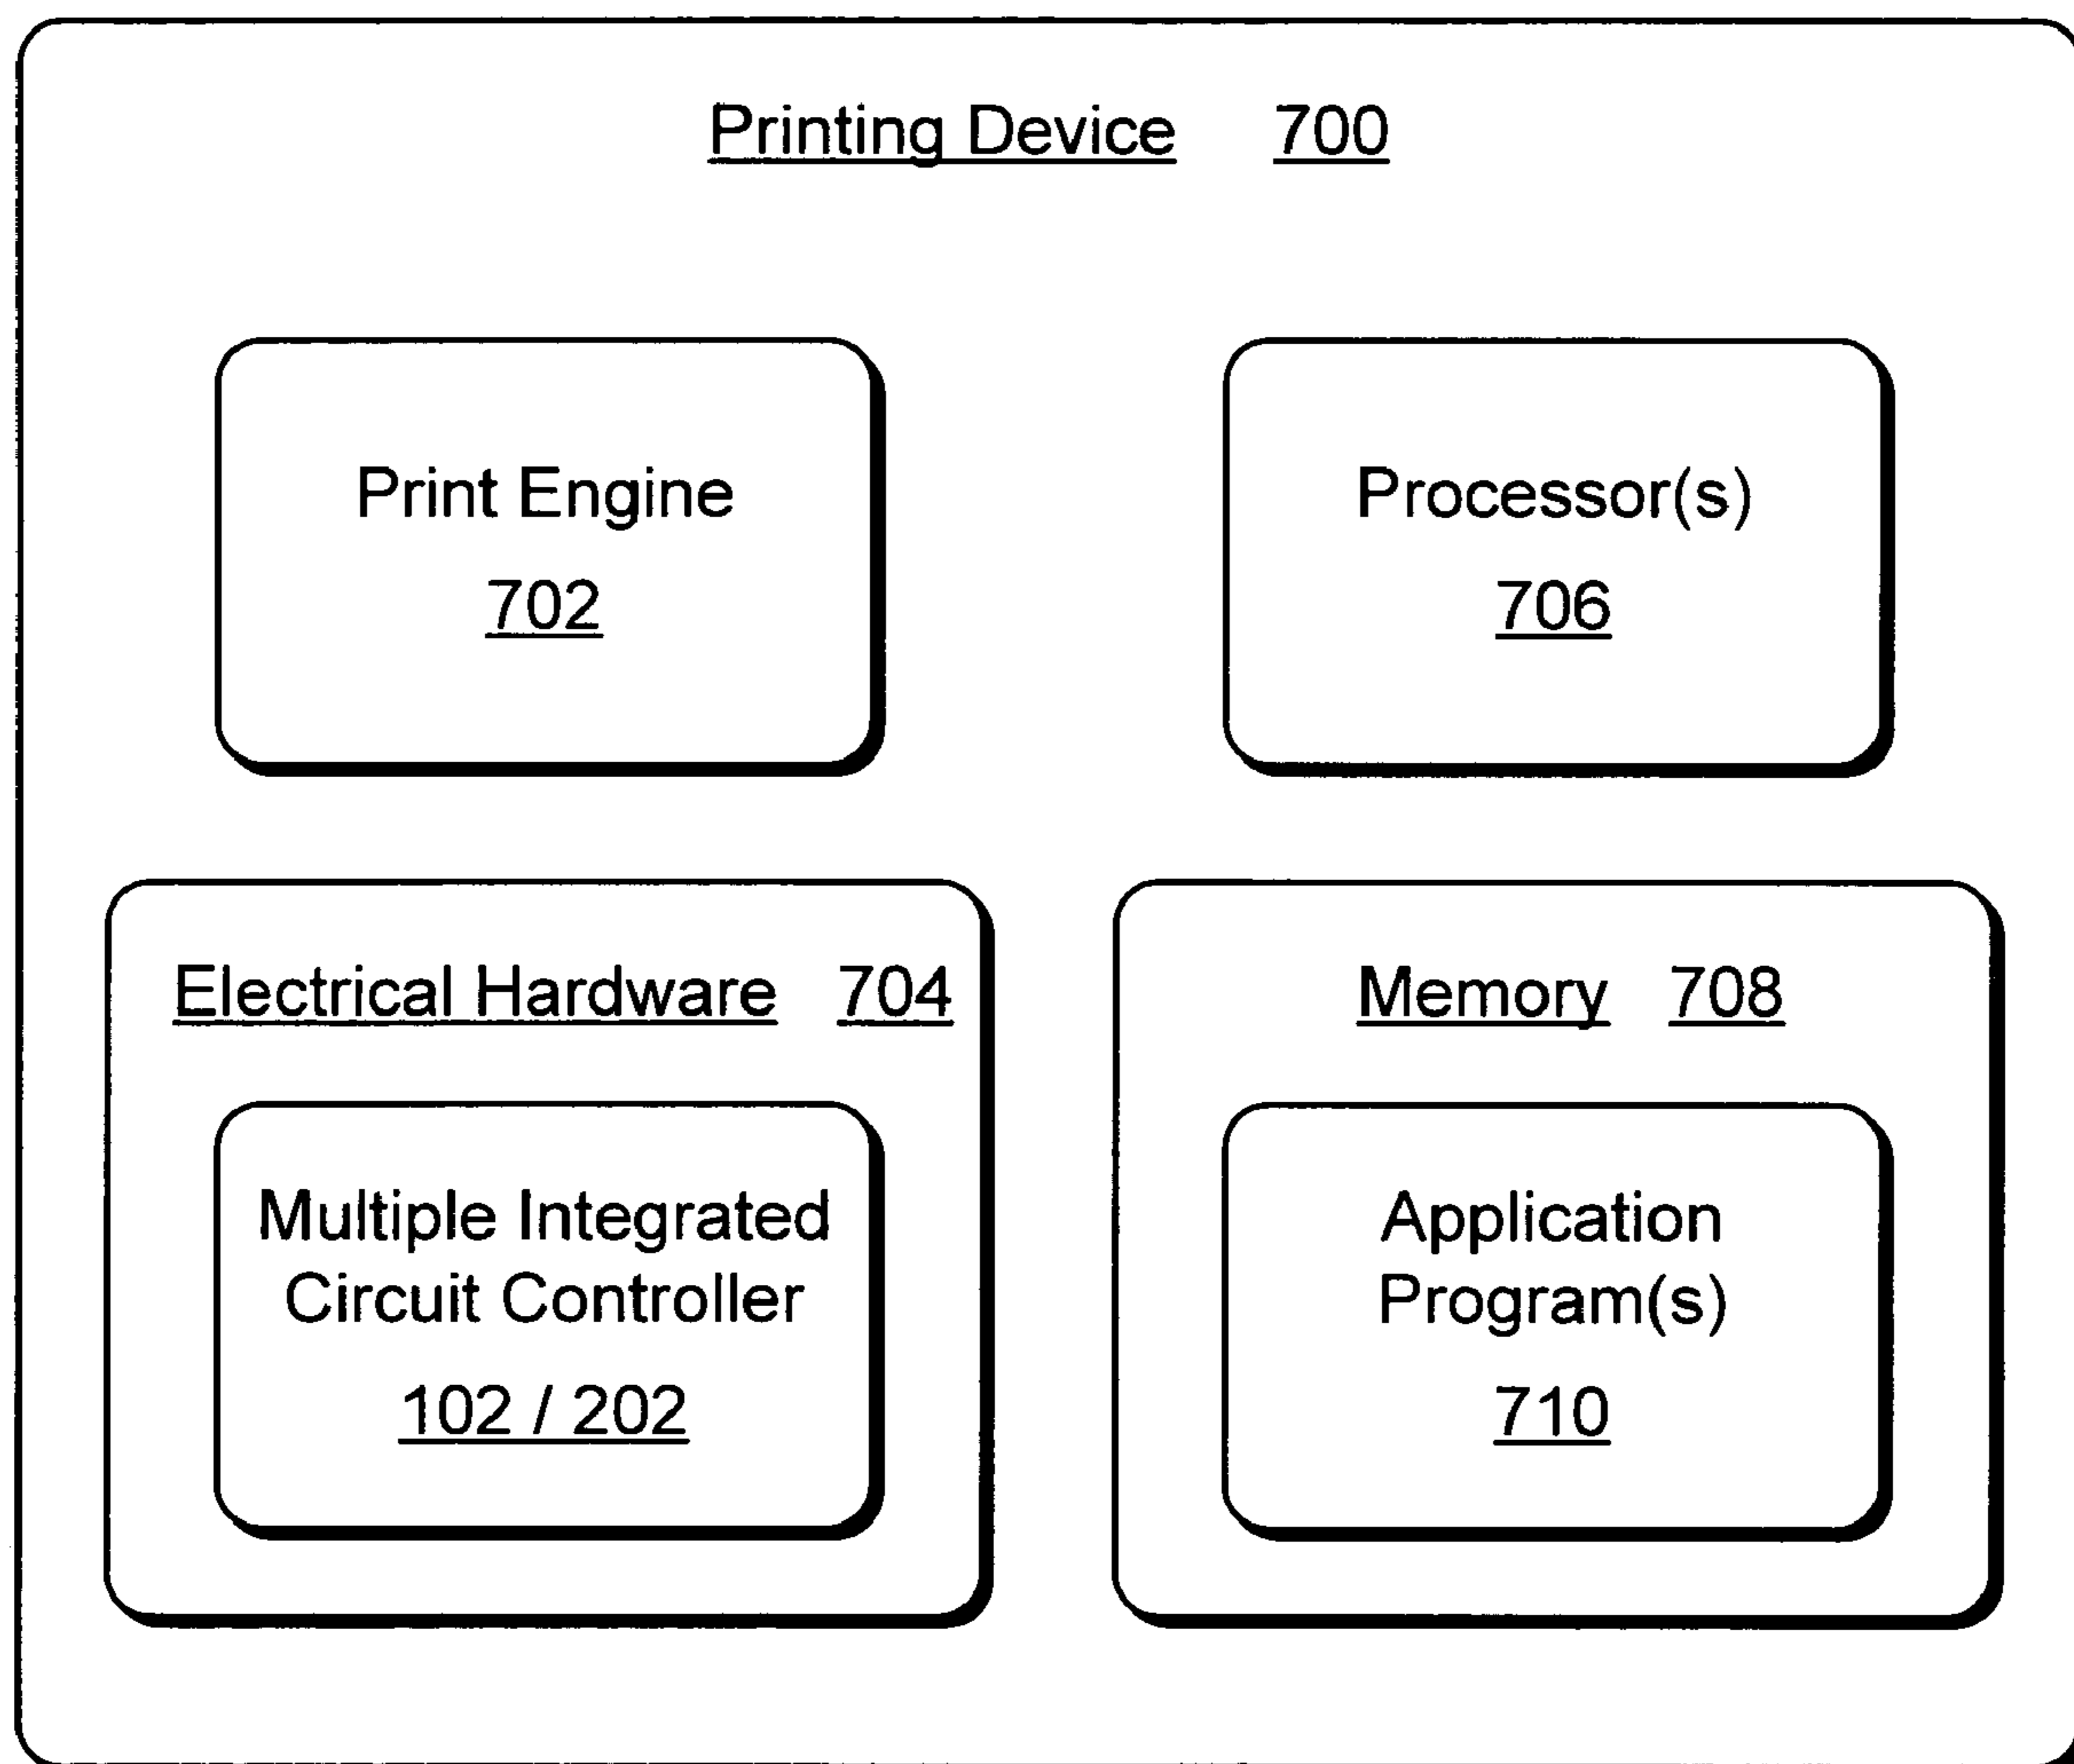 Printing Device 700
Print Engine
702
Processor(s)
706
Electrical Hardware 704
Multiple Integrated
Circuit Controller
102 / 202
Memory 708
Application
Program(s)
710